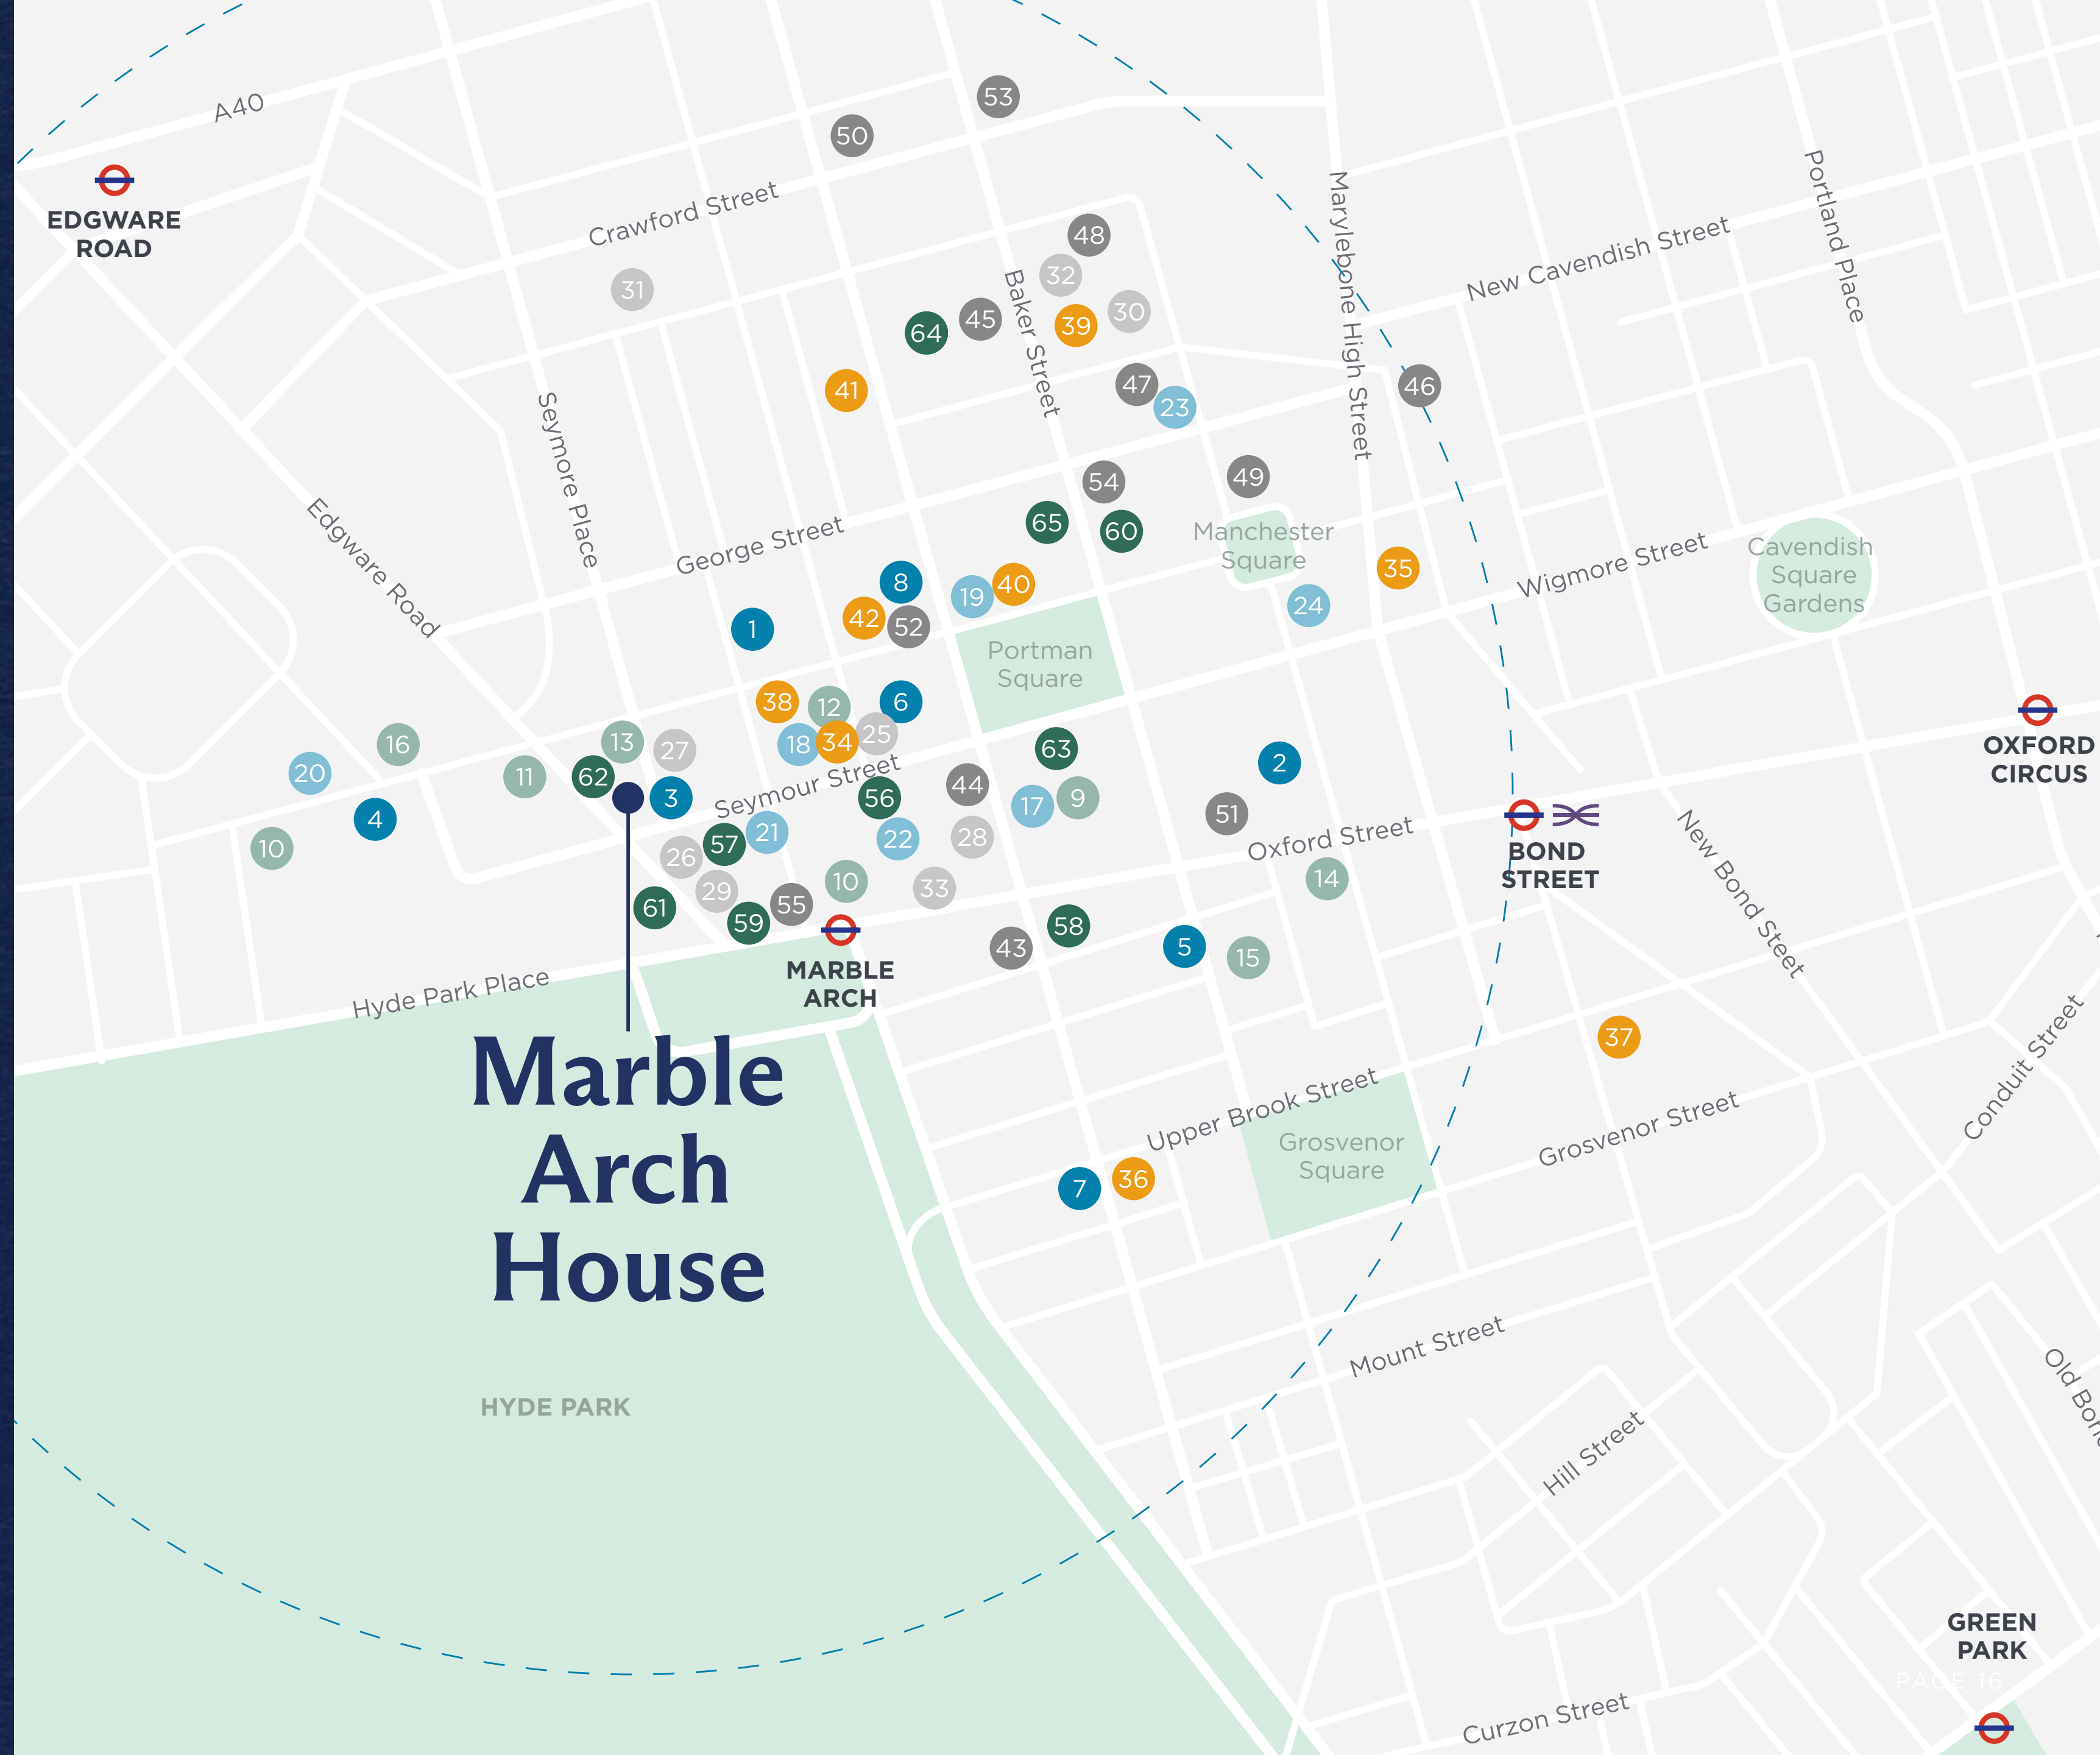 53
A40
50
EDGWARE
ROAD
Crawford Street
48
32
31
30
64
45
39
Baker Street
Marylebone High Street
New Cavendish Street
Portland Place
41
47
23
46
Seymore Place
54
49
Edgware Road
George Street
65
60
Manchester
Square
35
Wigmore Street
Cavendish
Square
Gardens
8
19
40
24
1
42
52
Portman
Square
38
12
6
16
13
27
18
34
25
63
2
OXFORD
CIRCUS
20
11
62
3
Seymour Street
56
44
17
9
51
4
10
26
57
21
22
28
Oxford Street
BOND
STREET
New Bond Steet
29
10
33
14
61
59
55
58
MARBLE
ARCH
43
5
15
Hyde Park Place
37
Conduit Street
Marble
Arch
House
Upper Brook Street
Grosvenor
Square
Grosvenor Street
7
36
Mount Street
HYDE PARK
Hill Street
Old Bon
GREEN
PARK
PAGE 16
Curzon Street